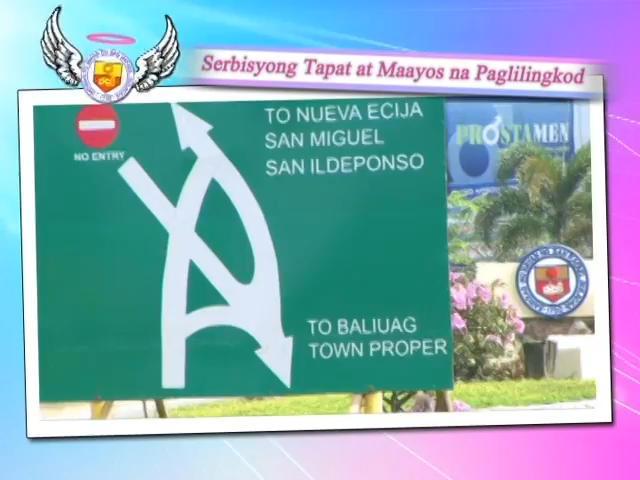 Serbisyong Tapat at Maayos na Paglilingkod
TO NUEVA ECIJA
SAN MIGUEL
SAN ILDEPONSO
NO ENTRY
PROSTAMEN
TO BALIUAG
TOWN PROPER